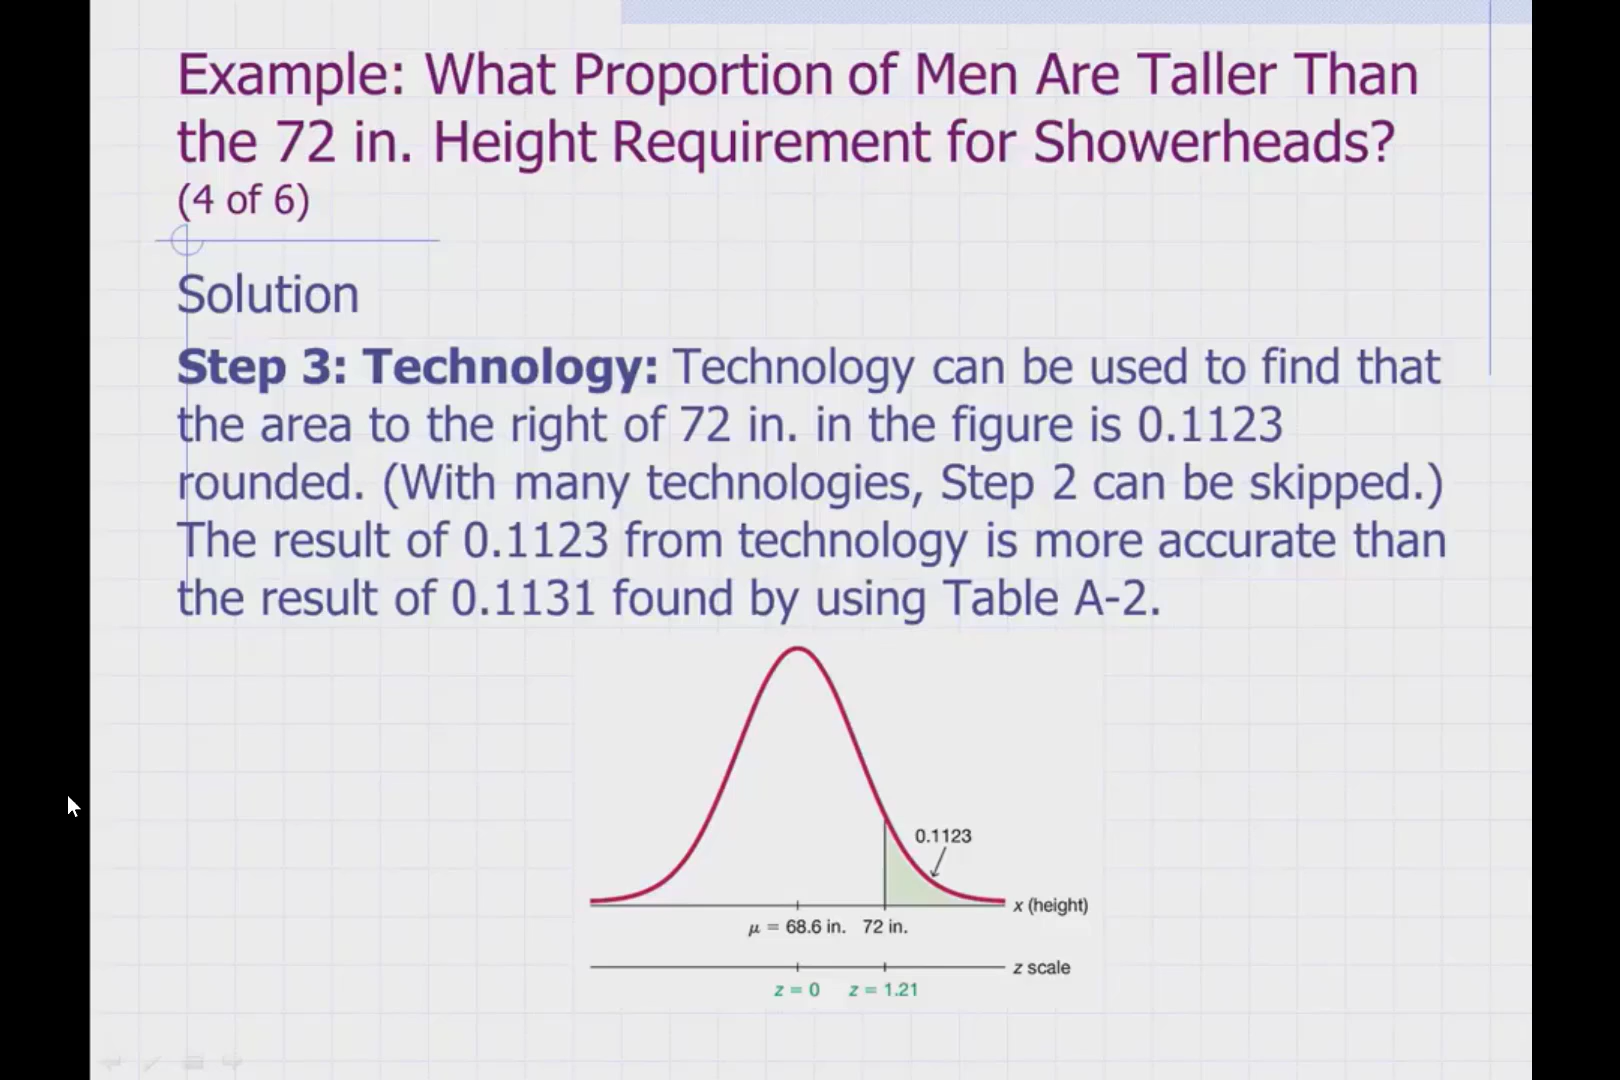 Example: What Proportion of Men Are Taller Than
the 72 in. Height Requirement for Showerheads?
(4 of 6)
Solution
Step 3: Technology: Technology can be used to find that
the area to the right of 72 in. in the figure is 0.1123
rounded. (With many technologies, Step 2 can be skipped.)
The result of 0.1123 from technology is more accurate than
the result of 0.1131 found by using Table A-2.
0.1123
x (height)
μ = 68.6 in. 72 in.
z scale
z = 0 z = 1.21